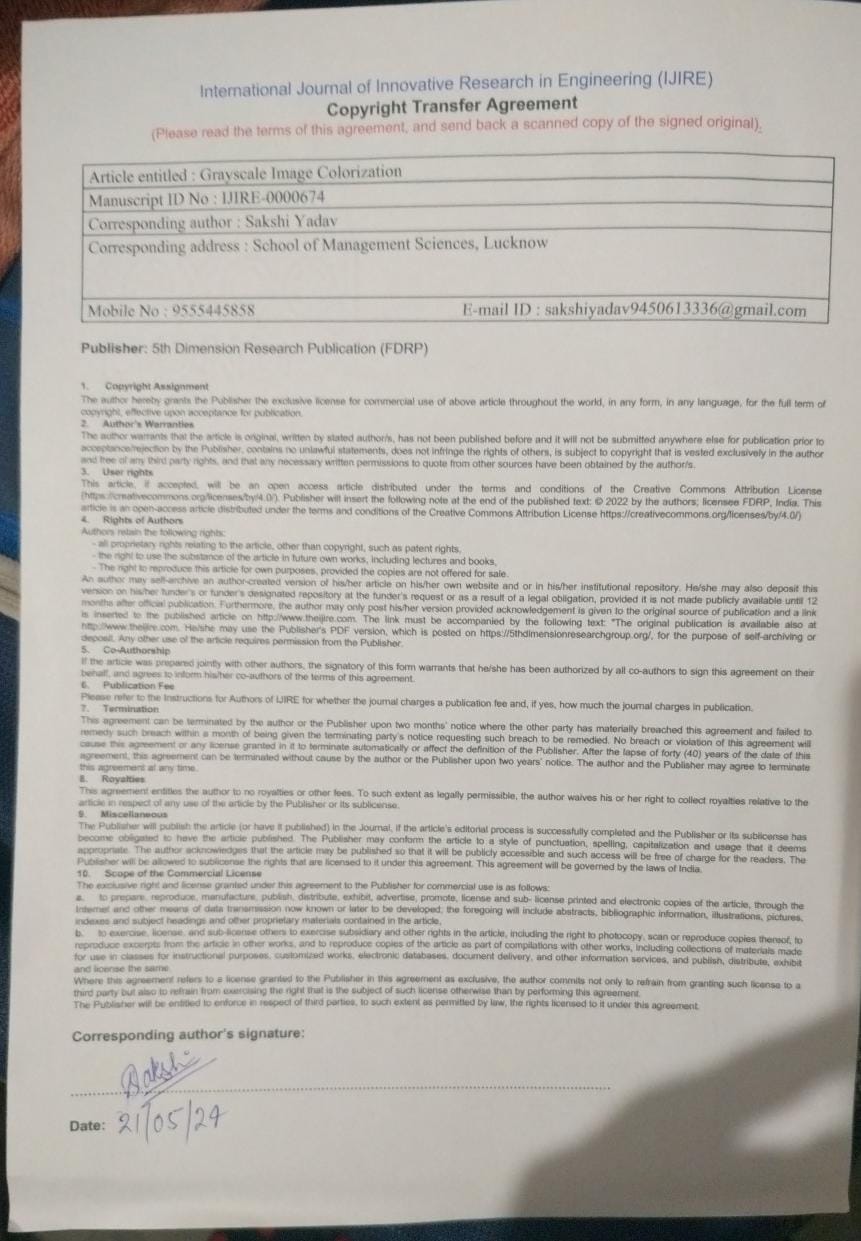 International Journal of Innovative Research in Engineering (IJIRE)
Copyright Transfer Agreement
(Please read the terms of this agreement, and send back a scanned copy of the signed original).
Article entitled : Grayscale Image Colorization
Manuscript ID No : IJIRE-0000674
Corresponding author : Sakshi Yadav
Corresponding address : School of Management Sciences, Lucknow
Mobile No : 9555445858 E-mail ID : sakshiyadav9450613336@gmail.com
Publisher: 5th Dimension Research Publication (FDRP)
1. Copyright Assignment
The author hereby grants the Publisher the exclusive license for commercial use of above article throughout the world, in any form, in any language, for the full term of
copyright, effective upon acceptance for publication.
2. Author's Warranties
The author warrants that the article is original, written by stated author/s, has not been published before and it will not be submitted anywhere else for publication prior to
acceptance/rejection by the Publisher, contains no unlawful statements, does not infringe the rights of others, is subject to copyright that is vested exclusively in the author
and free of any third party rights, and that any necessary written permissions to quote from other sources have been obtained by the author/s.
3. User rights
This article, if accepted, will be an open access article distributed under the terms and conditions of the Creative Commons Attribution License
(https://creativecommons.org/licenses/by/4.0/). Publisher will insert the following note at the end of the published text: © 2022 by the authors; licensee FDRP, India. This
article is an open-access article distributed under the terms and conditions of the Creative Commons Attribution License https://creativecommons.org/licenses/by/4.0/)
4. Rights of Authors
Authors retain the following rights:
- all proprietary rights relating to the article, other than copyright, such as patent rights,
- the right to use the substance of the article in future own works, including lectures and books,
- The right to reproduce this article for own purposes, provided the copies are not offered for sale.
An author may self-archive an author-created version of his/her article on his/her own website and or in his/her institutional repository. He/she may also deposit this
version on his/her funder's or funder's designated repository at the funder's request or as a result of a legal obligation, provided it is not made publicly available until 12
months after official publication. Furthermore, the author may only post his/her version provided acknowledgement is given to the original source of publication and a link
is inserted to the published article on http://www.theijire.com. The link must be accompanied by the following text: "The original publication is available also at
http://www.theijire.com. He/she may use the Publisher's PDF version, which is posted on https://5thdimensionresearchgroup.org/, for the purpose of self-archiving or
deposit. Any other use of the article requires permission from the Publisher.
5. Co-Authorship
If the article was prepared jointly with other authors, the signatory of this form warrants that he/she has been authorized by all co-authors to sign this agreement on their
behalf, and agrees to inform his/her co-authors of the terms of this agreement.
6. Publication Fee
Please refer to the Instructions for Authors of IJIRE for whether the journal charges a publication fee and, if yes, how much the journal charges in publication.
7. Termination
This agreement can be terminated by the author or the Publisher upon two months' notice where the other party has materially breached this agreement and failed to
remedy such breach within a month of being given the terminating party's notice requesting such breach to be remedied. No breach or violation of this agreement will
cause this agreement or any license granted in it to terminate automatically or affect the definition of the Publisher. After the lapse of forty (40) years of the date of this
agreement, this agreement can be terminated without cause by the author or the Publisher upon two years' notice. The author and the Publisher may agree to terminate
this agreement at any time.
8. Royalties
This agreement entitles the author to no royalties or other fees. To such extent as legally permissible, the author waives his or her right to collect royalties relative to the
article in respect of any use of the article by the Publisher or its sublicense.
9. Miscellaneous
The Publisher will publish the article (or have it published) in the Journal, if the article's editorial process is successfully completed and the Publisher or its sublicense has
become obligated to have the article published. The Publisher may conform the article to a style of punctuation, spelling, capitalization and usage that it deems
appropriate. The author acknowledges that the article may be published so that it will be publicly accessible and such access will be free of charge for the readers. The
Publisher will be allowed to sublicense the rights that are licensed to it under this agreement. This agreement will be governed by the laws of India.
10. Scope of the Commercial License
The exclusive right and license granted under this agreement to the Publisher for commercial use is as follows:
a. to prepare, reproduce, manufacture, publish, distribute, exhibit, advertise, promote, license and sub- license printed and electronic copies of the article, through the
Internet and other means of data transmission now known or later to be developed; the foregoing will include abstracts, bibliographic information, illustrations, pictures,
indexes and subject headings and other proprietary materials contained in the article,
b. to exercise, license, and sub-license others to exercise subsidiary and other rights in the article, including the right to photocopy, scan or reproduce copies thereof, to
reproduce excerpts from the article in other works, and to reproduce copies of the article as part of compilations with other works, including collections of materials made
for use in classes for instructional purposes, customized works, electronic databases, document delivery, and other information services, and publish, distribute, exhibit
and license the same.
Where this agreement refers to a license granted to the Publisher in this agreement as exclusive, the author commits not only to refrain from granting such license to a
third party but also to refrain from exercising the right that is the subject of such license otherwise than by performing this agreement.
The Publisher will be entitled to enforce in respect of third parties, to such extent as permitted by law, the rights licensed to it under this agreement.
Corresponding author's signature:
Sakshi
Date: 21/05/24